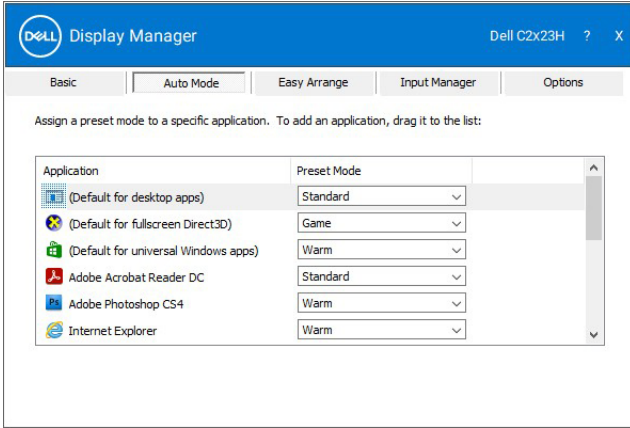 DELL Display Manager Dell C2x23H ? X
Basic Auto Mode Easy Arrange Input Manager Options
Assign a preset mode to a specific application. To add an application, drag it to the list:
Application Preset Mode
(Default for desktop apps) Standard
(Default for fullscreen Direct3D) Game
(Default for universal Windows apps) Warm
Adobe Acrobat Reader DC Standard
Ps Adobe Photoshop CS4 Warm
Internet Explorer Warm